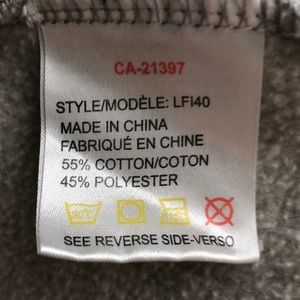 CA-21397
STYLE/MODÈLE: LFI40
MADE IN CHINA
FABRIQUÉ EN CHINE
55% COTTON/COTON
45% POLYESTER
SEE REVERSE SIDE-VERSO